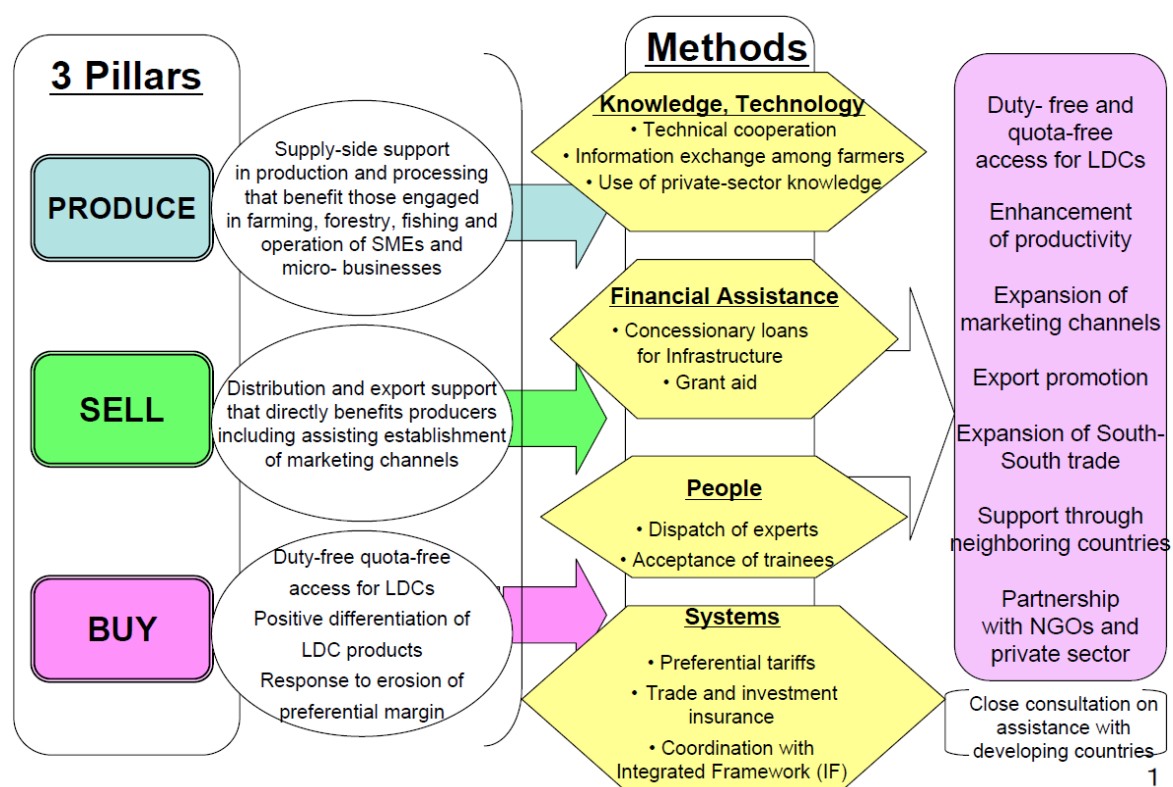 3 Pillars
PRODUCE
Supply-side support
in production and processing
that benefit those engaged
in farming, forestry, fishing and
operation of SMEs and
micro- businesses
SELL
Distribution and export support
that directly benefits producers
including assisting establishment
of marketing channels
BUY
Duty-free quota-free
access for LDCs
Positive differentiation of
LDC products
Response to erosion of
preferential margin
Methods
Knowledge, Technology
• Technical cooperation
• Information exchange among farmers
• Use of private-sector knowledge
Financial Assistance
• Concessionary loans
for Infrastructure
• Grant aid
People
• Dispatch of experts
• Acceptance of trainees
Systems
• Preferential tariffs
• Trade and investment
insurance
• Coordination with
Integrated Framework (IF)
Duty- free and
quota-free
access for LDCs
Enhancement
of productivity
Expansion of
marketing channels
Export promotion
Expansion of South-
South trade
Support through
neighboring countries
Partnership
with NGOs and
private sector
Close consultation on
assistance with
developing countries
1